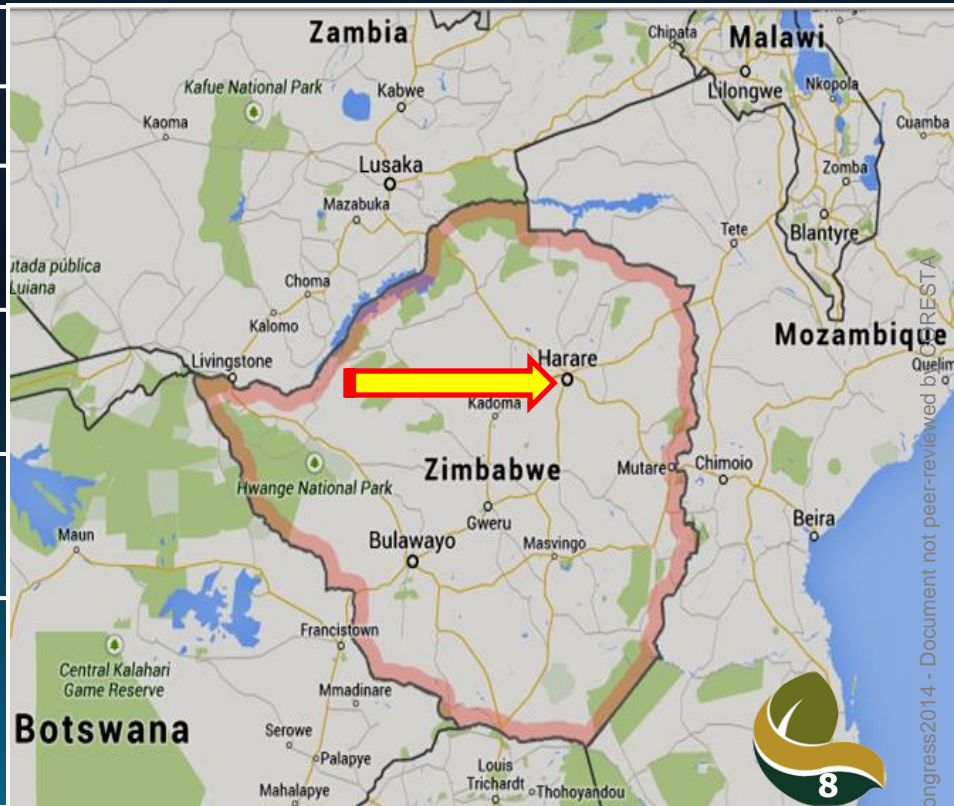 Zambia
Chipata
Malawi
Kafue National Park
Kabwe
Lilongwe
Nkopola
Kaoma
Cuamba
Lusaka
Zomba
Mazabuka
Tete
Blantyre
utada pública
Luiana
Choma
Kalomo
Mozambique
Livingstone
Harare
Quelim
Kadoma
Zimbabwe
Mutare
Chimoio
Hwange National Park
Gweru
Beira
Maun
Bulawayo
Masvingo
Francistown
Central Kalahari
Game Reserve
Mmadinare
Botswana
Serowe
Palapye
Louis
Trichardt
Thohoyandou
Mahalapye
8
ongress2014 - Document not peer-reviewed by CORESTA